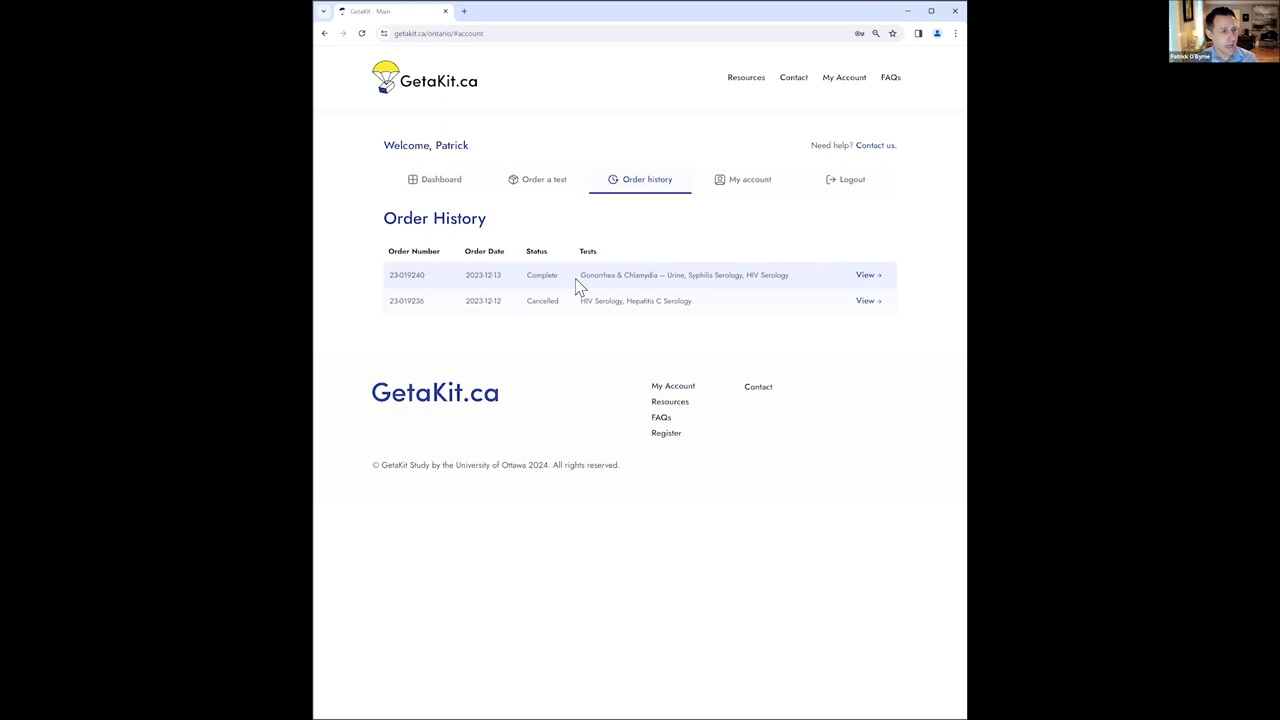 GetaKit - Main
getakit.ca/ontario/#account
GetaKit.ca
Resources Contact My Account FAQs
Welcome, Patrick
Need help? Contact us.
Dashboard Order a test Order history My account Logout
Order History
Order Number Order Date Status Tests
23-019240 2023-12-13 Complete Gonorrhea & Chlamydia – Urine, Syphilis Serology, HIV Serology View →
23-019236 2023-12-12 Cancelled HIV Serology, Hepatitis C Serology View →
GetaKit.ca
My Account
Contact
Resources
FAQs
Register
© GetaKit Study by the University of Ottawa 2024. All rights reserved.
Patrick O'Byrne